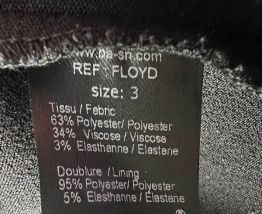 www.ba-sn.com
REF : FLOYD
size: 3
Tissu / Fabric
63% Polyester/ Polyester
34% Viscose / Viscose
3% Elasthanne / Elastane
Doublure / Lining
95% Polyester/ Polyester
5% Elasthanne / Elastane